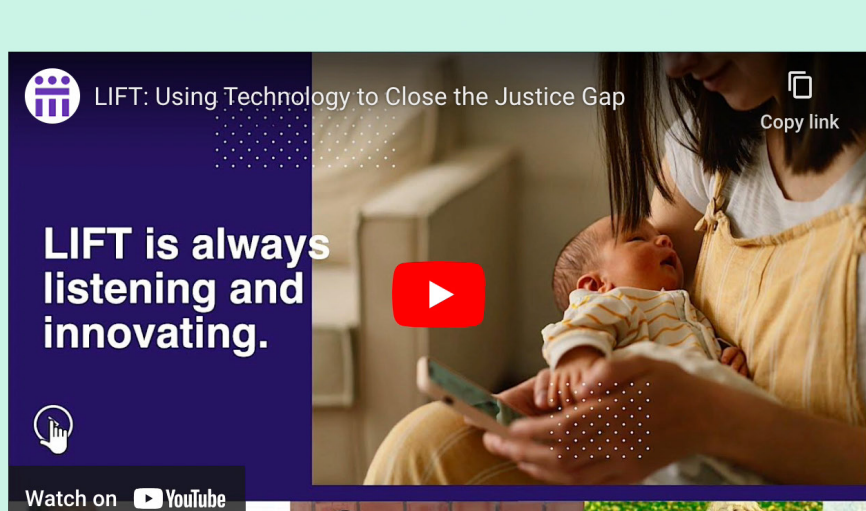 LIFT: Using Technology to Close the Justice Gap
Copy link
LIFT is always
listening and
innovating.
Watch on YouTube